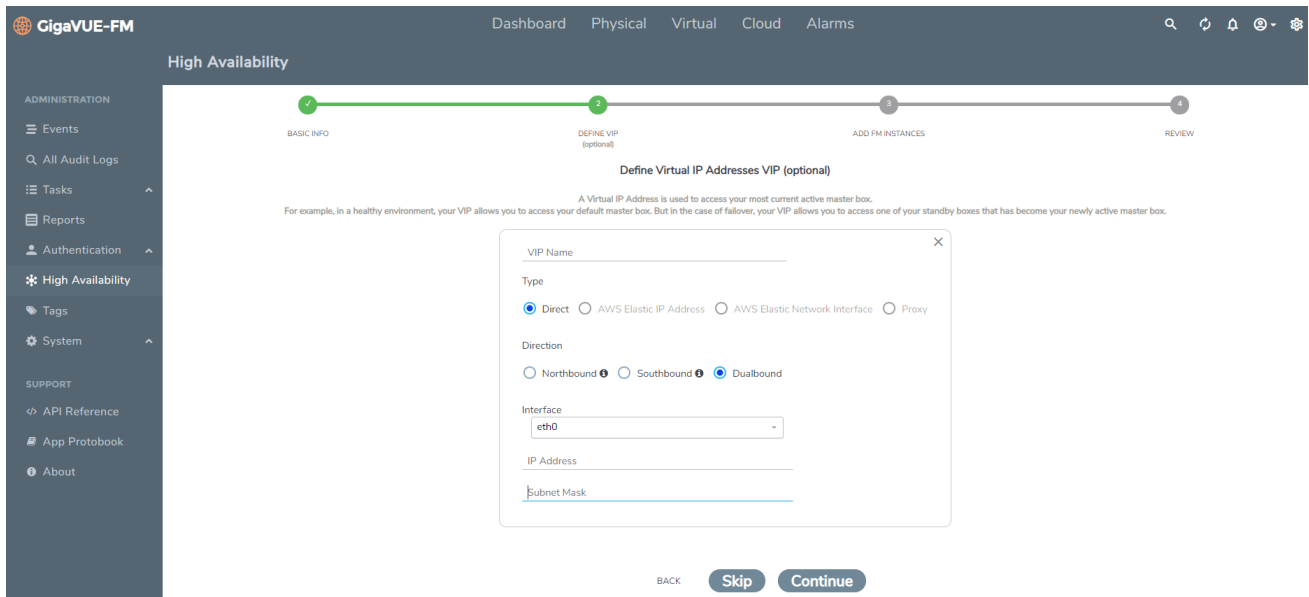 GigaVUE-FM
Dashboard Physical Virtual Cloud Alarms
High Availability
ADMINISTRATION
Events
All Audit Logs
Tasks
Reports
Authentication
High Availability
Tags
System
SUPPORT
API Reference
App Protobook
About
✓ 2 3 4
BASIC INFO DEFINE VIP ADD FM INSTANCES REVIEW
(optional)
Define Virtual IP Addresses VIP (optional)
A Virtual IP Address is used to access your most current active master box.
For example, in a healthy environment, your VIP allows you to access your default master box. But in the case of failover, your VIP allows you to access one of your standby boxes that has become your newly active master box.
VIP Name
Type
Direct AWS Elastic IP Address AWS Elastic Network Interface Proxy
Direction
Northbound Southbound Dualbound
Interface
eth0
IP Address
Subnet Mask
BACK Skip Continue